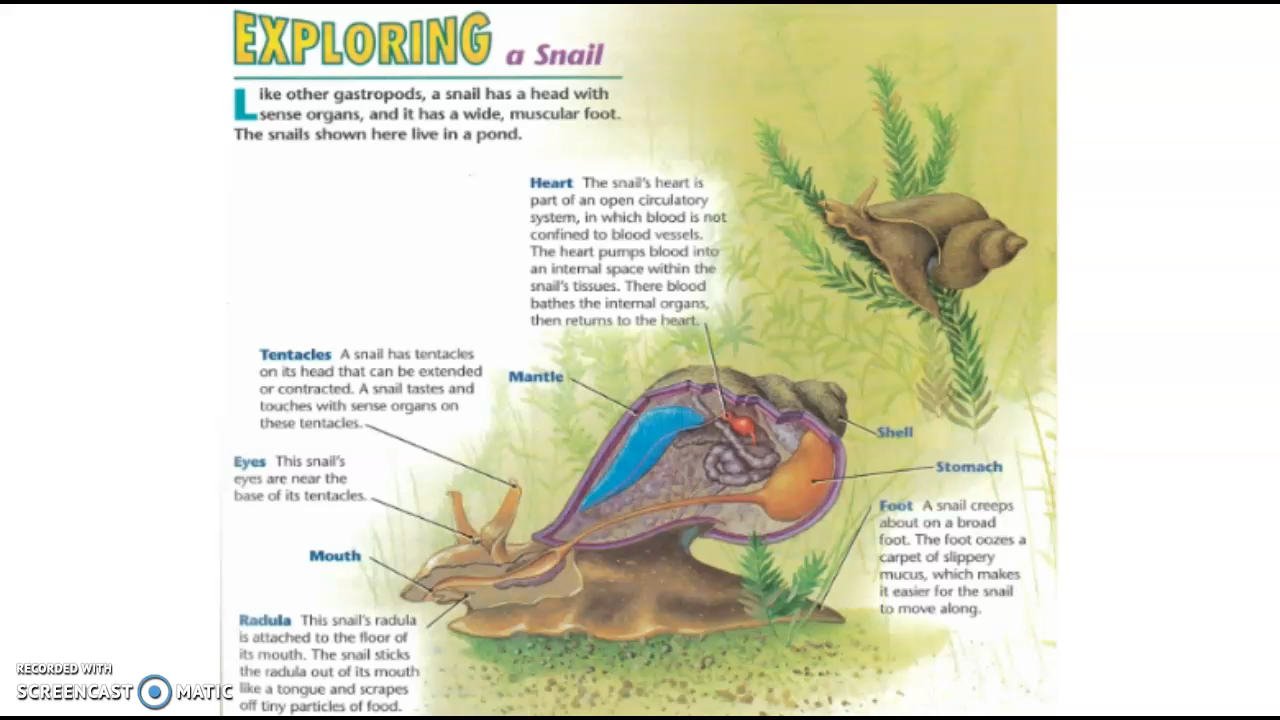 EXPLORING a Snail
Like other gastropods, a snail has a head with
sense organs, and it has a wide, muscular foot.
The snails shown here live in a pond.
Heart The snail's heart is
part of an open circulatory
system, in which blood is not
confined to blood vessels.
The heart pumps blood into
an internal space within the
snail's tissues. There blood
bathes the internal organs,
then returns to the heart.
Tentacles A snail has tentacles
on its head that can be extended
or contracted. A snail tastes and
touches with sense organs on
these tentacles.
Mantle
Shell
Eyes This snail's
eyes are near the
base of its tentacles.
Stomach
Foot A snail creeps
about on a broad
foot. The foot oozes a
carpet of slippery
mucus, which makes
it easier for the snail
to move along.
Mouth
Radula This snail's radula
is attached to the floor of
its mouth. The snail sticks
the radula out of its mouth
like a tongue and scrapes
off tiny particles of food.
RECORDED WITH
SCREENCAST MATIC